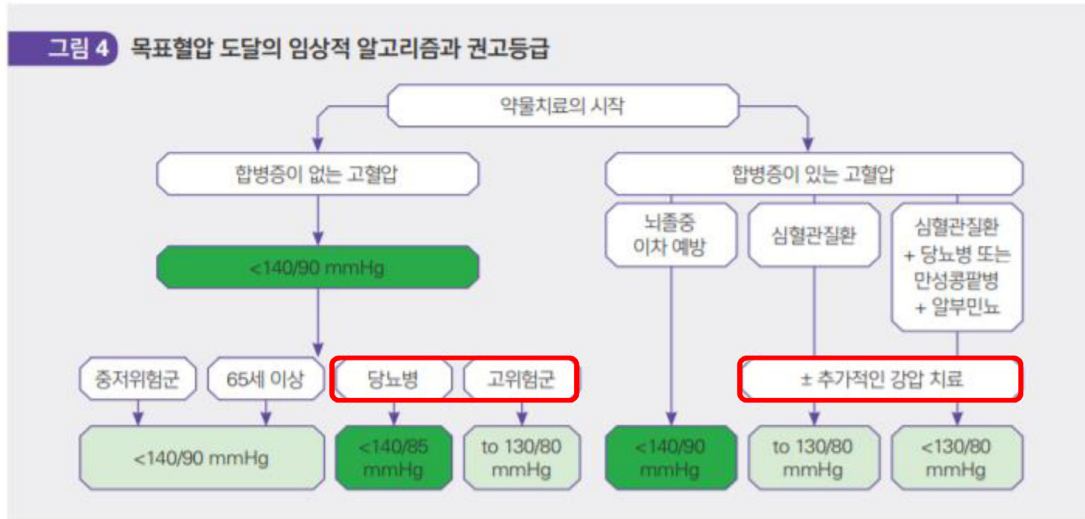 그림 4 목표혈압 도달의 임상적 알고리즘과 권고등급
약물치료의 시작
합병증이 없는 고혈압
합병증이 있는 고혈압
<140/90 mmHg
뇌졸중
이차 예방
심혈관질환
심혈관질환
+ 당뇨병 또는
만성콩팥병
+ 알부민뇨
중저위험군
65세 이상
당뇨병
고위험군
± 추가적인 강압 치료
<140/90 mmHg
<140/85
mmHg
to 130/80
mmHg
<140/90
mmHg
to 130/80
mmHg
<130/80
mmHg